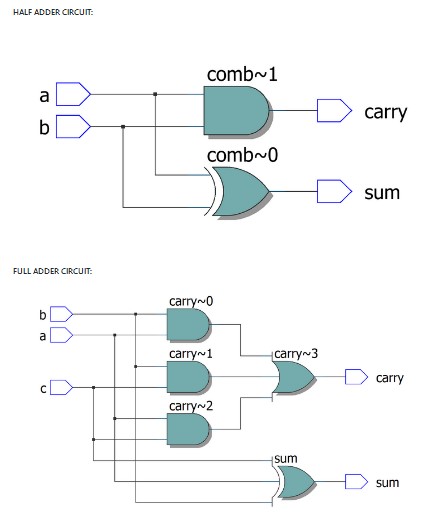 HALF ADDER CIRCUIT:
comb~1
a
carry
b
comb~0
sum
FULL ADDER CIRCUIT:
carry~0
b
a
carry~1
carry~3
c
carry
carry~2
sum
sum